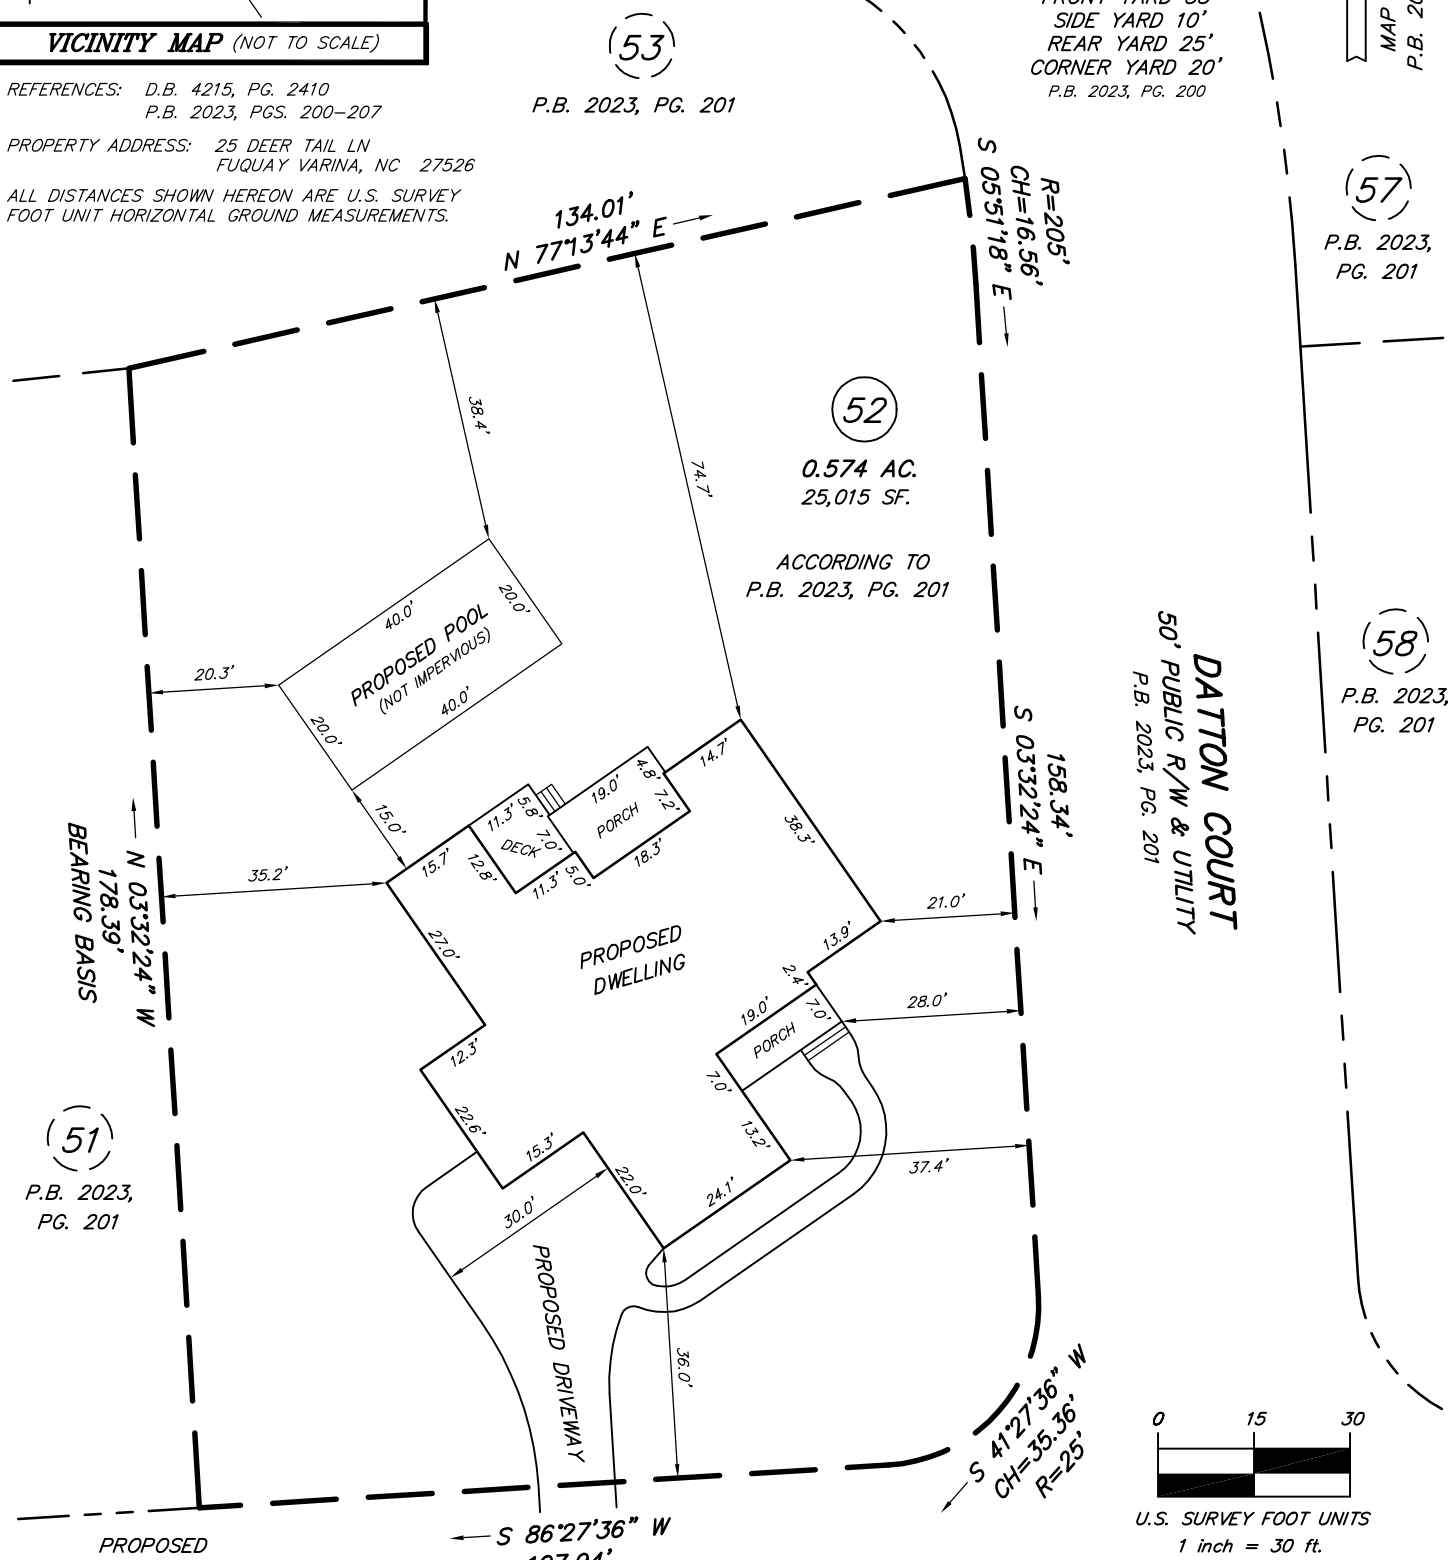 VICINITY MAP (NOT TO SCALE)
REFERENCES: D.B. 4215, PG. 2410
P.B. 2023, PGS. 200-207
PROPERTY ADDRESS: 25 DEER TAIL LN
FUQUAY VARINA, NC 27526
ALL DISTANCES SHOWN HEREON ARE U.S. SURVEY
FOOT UNIT HORIZONTAL GROUND MEASUREMENTS.
53
P.B. 2023, PG. 201
SIDE YARD 10'
REAR YARD 25'
CORNER YARD 20'
P.B. 2023, PG. 200
MAP
57
P.B. 2023,
PG. 201
134.01'
N 77°13'44" E
R=205'
CH=16.56'
S 05°51'18" E
38.4'
74.7'
52
0.574 AC.
25,015 SF.
ACCORDING TO
P.B. 2023, PG. 201
40.0'
20.0'
PROPOSED POOL
(NOT IMPERVIOUS)
40.0'
20.0'
20.3'
15.0'
58
P.B. 2023,
PG. 201
DATTON COURT
50' PUBLIC R/W & UTILITY
P.B. 2023, PG. 201
158.34'
S 03°32'24" E
14.7'
4.8'
7.2'
19.0'
PORCH
18.3'
5.8'
7.0'
11.3'
DECK
12.8'
11.3'
5.0'
15.7'
38.3'
35.2'
N 03°32'24" W
178.39'
BEARING BASIS
27.0'
PROPOSED
DWELLING
21.0'
13.9'
2.4'
19.0'
7.0'
PORCH
28.0'
7.0'
12.3'
22.6'
13.2'
15.3'
22.0'
24.1'
37.4'
30.0'
51
P.B. 2023,
PG. 201
PROPOSED DRIVEWAY
36.0'
S 41°27'36" W
CH=35.36'
R=25'
0 15 30
U.S. SURVEY FOOT UNITS
1 inch = 30 ft.
PROPOSED
S 86°27'36" W